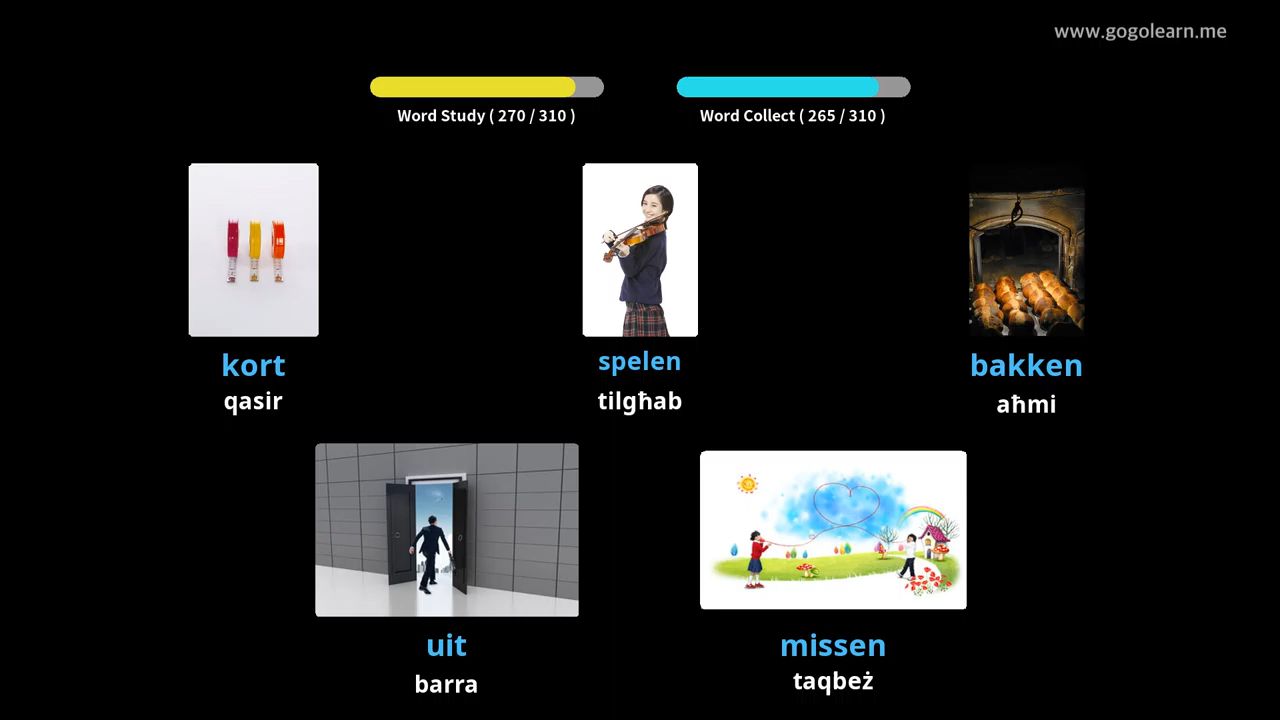 www.gogolearn.me
Word Study ( 270 / 310 )
Word Collect ( 265 / 310 )
kort
qasir
spelen
tilgħab
bakken
aħmi
uit
barra
missen
taqbeż